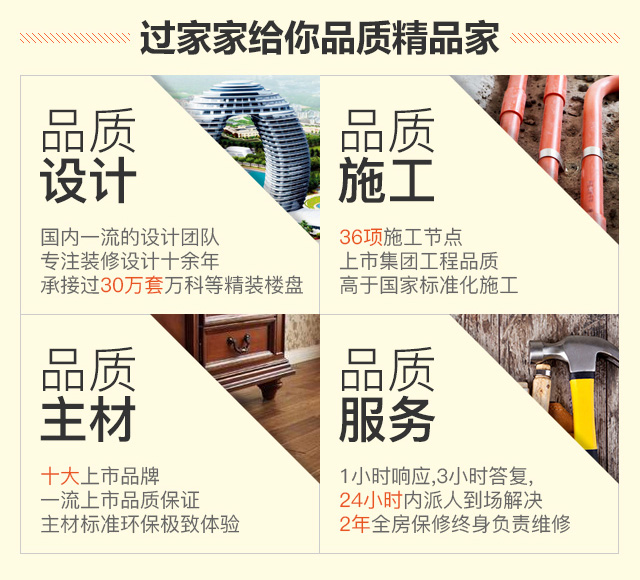 过家家给你品质精品家
品质
设计
国内一流的设计团队
专注装修设计十余年
承接过30万套万科等精装楼盘
品质
施工
36项施工节点
上市集团工程品质
高于国家标准化施工
品质
主材
十大上市品牌
一流上市品质保证
主材标准环保极致体验
品质
服务
1小时响应,3小时答复,
24小时内派人到场解决
2年全房保修终身负责维修